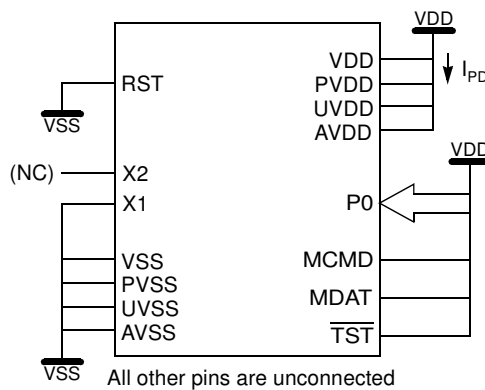 VDD
VDD
I PD
PVDD
UVDD
AVDD
RST
VSS
VDD
(NC)
X2
X1
P0
VSS
PVSS
UVSS
AVSS
MCMD
MDAT
TST
VSS
All other pins are unconnected